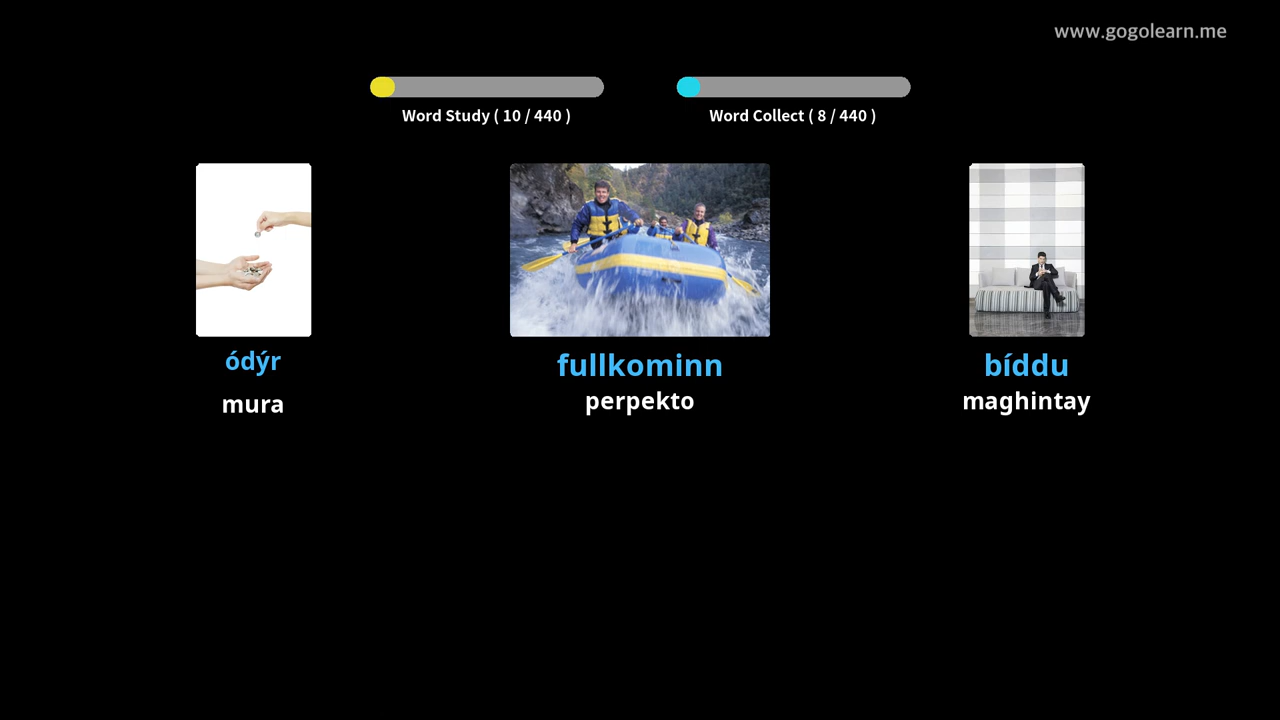 www.gogolearn.me
Word Study ( 10 / 440 )
Word Collect ( 8 / 440 )
ódýr
mura
fullkominn
perpekto
bíddu
maghintay